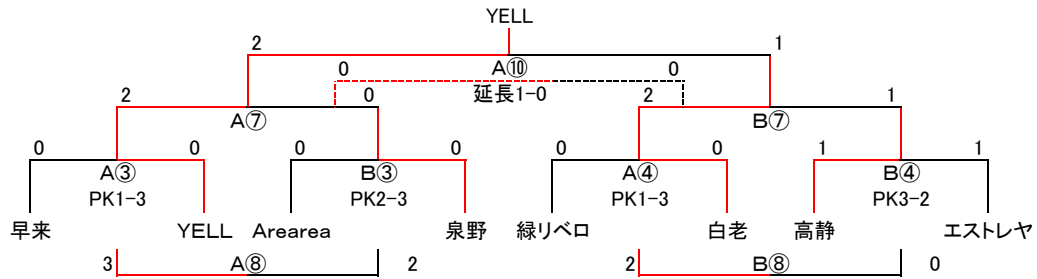 YELL
2 1
0 A⑩ 0
延長1-0
2 0 2 1
A⑦ B⑦
0 0 0 0 0 0 1 1
A③ B③ A④ B④
PK1-3 PK2-3 PK1-3 PK3-2
早来 YELL Arearea 泉野 緑リベロ 白老 高静 エストレヤ
3 A⑧ 2 2 B⑧ 0